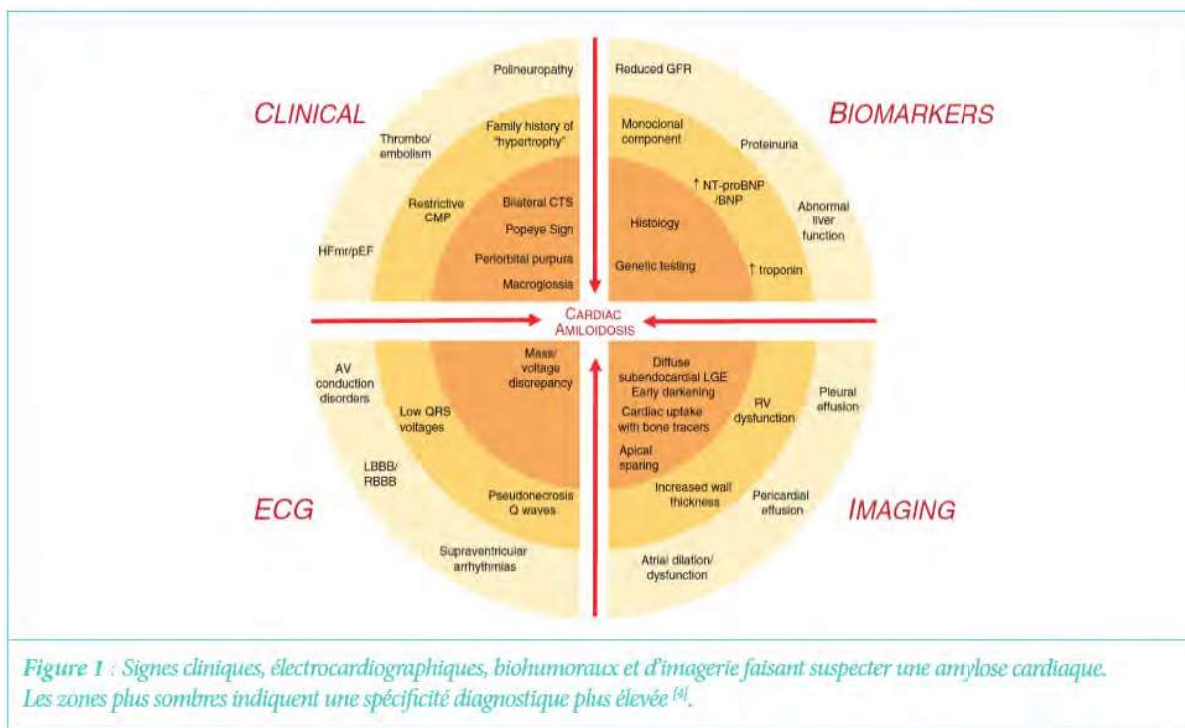 CLINICAL
Polineuropathy
Thrombo/
embolism
Family history of
"hypertrophy"
Restrictive
CMP
HFmr/pEF
Bilateral CTS
Popeye Sign
Periorbital purpura
Macroglossia
BIOMARKERS
Reduced GFR
Monoclonal
component
Proteinuria
↑ NT-proBNP
/BNP
Abnormal
liver
function
Histology
Genetic testing
↑ troponin
CARDIAC
AMILOIDOSIS
ECG
AV
conduction
disorders
Mass/
voltage
discrepancy
Low QRS
voltages
LBBB/
RBBB
Pseudonecrosis
Q waves
Supraventricular
arrhythmias
IMAGING
Diffuse
subendocardial LGE
Early darkening
Cardiac uptake
with bone tracers
Apical
sparing
RV
dysfunction
Pleural
effusion
Increased wall
thickness
Pericardial
effusion
Atrial dilation/
dysfunction
Figure 1 : Signes cliniques, électrocardiographiques, biohumoraux et d'imagerie faisant suspecter une amylose cardiaque.
Les zones plus sombres indiquent une spécificité diagnostique plus élevée [4].